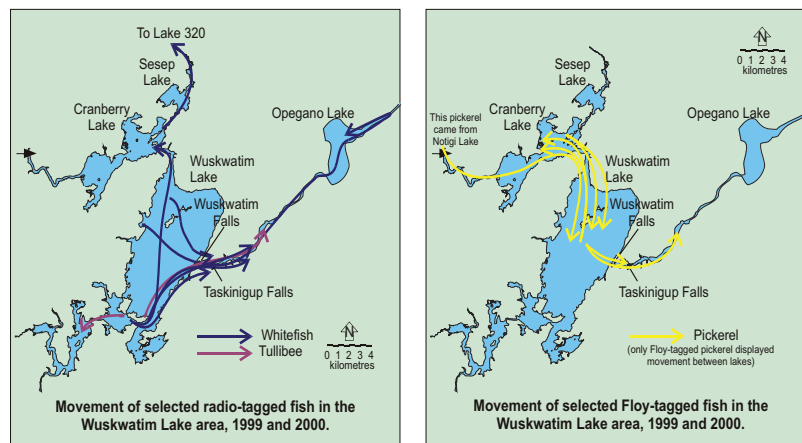 To Lake 320
Sesep
Lake
Cranberry
Lake
Opegano Lake
Wuskwatim
Lake
Wuskwatim
Falls
Taskinigup Falls
Whitefish
Tullibee
N
0 1 2 3 4
kilometres
Movement of selected radio-tagged fish in the
Wuskwatim Lake area, 1999 and 2000.
N
0 1 2 3 4
kilometres
Sesep
Lake
Cranberry
Lake
Opegano Lake
This pickerel
came from
Notigi Lake
Wuskwatim
Lake
Wuskwatim
Falls
Taskinigup Falls
Pickerel
(only Floy-tagged pickerel displayed
movement between lakes)
Movement of selected Floy-tagged fish in the
Wuskwatim Lake area, 1999 and 2000.